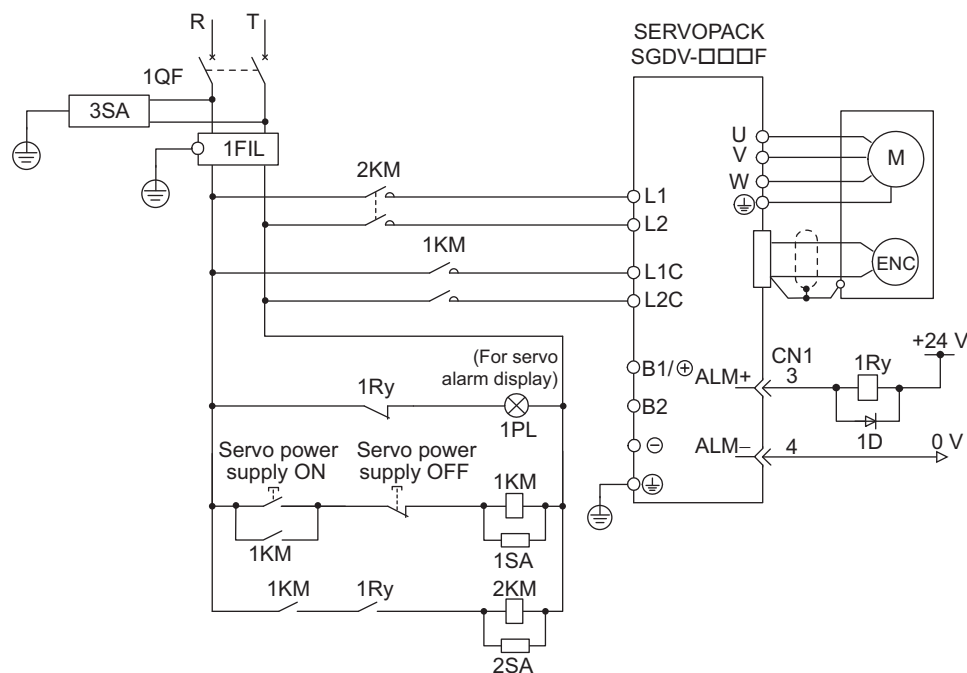 R T
SERVOPACK
SGDV-□□□F
1QF
3SA
1FIL
U
V
W
M
2KM
L1
L2
1KM
L1C
L2C
ENC
(For servo
alarm display)
+24 V
CN1
1Ry
B1/⊕
ALM+
3
1Ry
1PL
B2
1D
⊖
ALM−
4
0 V
Servo power
supply ON
Servo power
supply OFF
1KM
1KM
1SA
1KM
1Ry
2KM
2SA